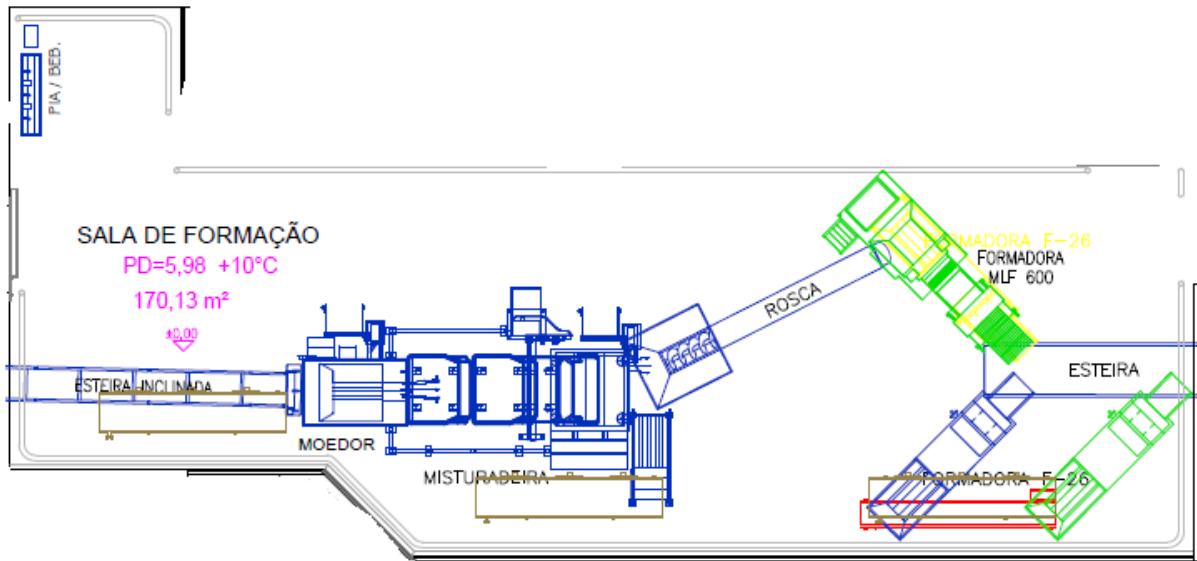 PIA / BEB.
SALA DE FORMAÇÃO
PD=5,98 +10°C
170,13 m²
±0,00
ESTEIRA INCLINADA
MOEDOR
MISTURADEIRA
ROSCA
FORMADORA F-26
FORMADORA
MLF 600
ESTEIRA
FORMADORA F-26